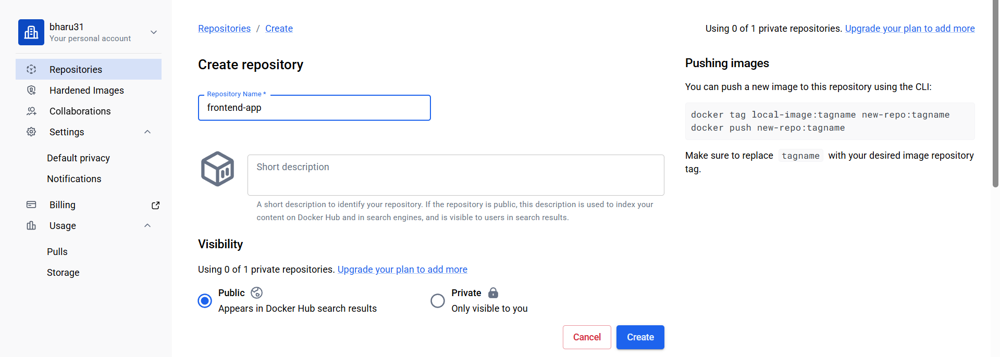 bharu31
Your personal account
Repositories
Hardened Images
Collaborations
Settings
Default privacy
Notifications
Billing
Usage
Pulls
Storage
Repositories / Create
Using 0 of 1 private repositories. Upgrade your plan to add more
Create repository
Repository Name *
frontend-app
Short description
A short description to identify your repository. If the repository is public, this description is used to index your
content on Docker Hub and in search engines, and is visible to users in search results.
Visibility
Using 0 of 1 private repositories. Upgrade your plan to add more
Public
Appears in Docker Hub search results
Private
Only visible to you
Cancel
Create
Pushing images
You can push a new image to this repository using the CLI:
docker tag local-image:tagname new-repo:tagname
docker push new-repo:tagname
Make sure to replace tagname with your desired image repository
tag.